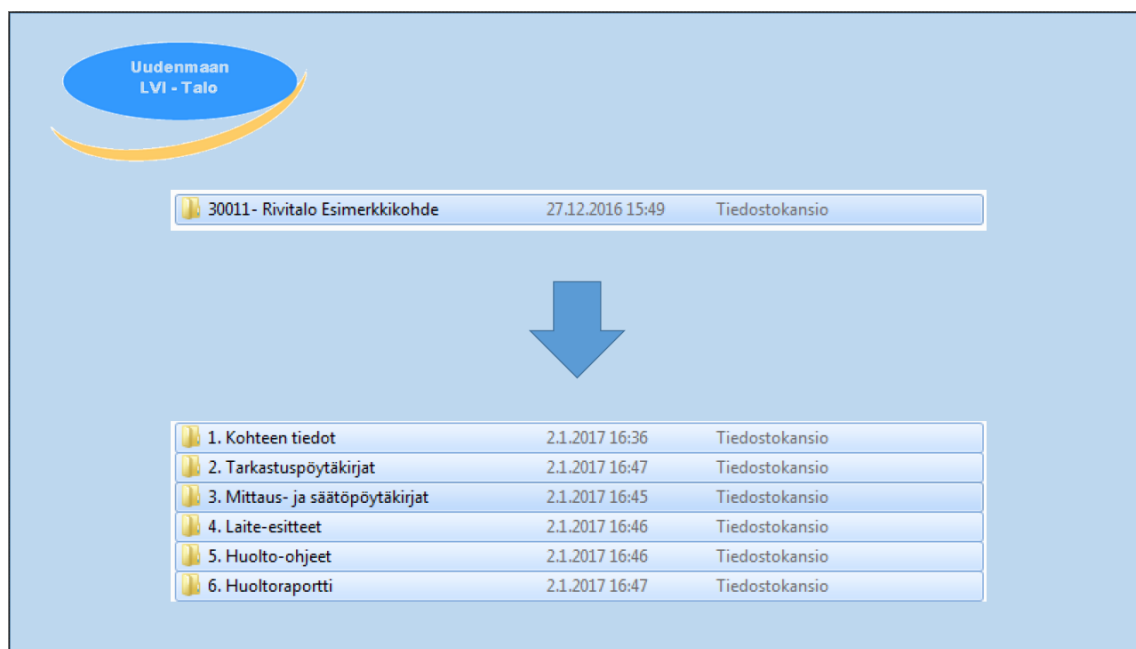 Uudenmaan
LVI - Talo
30011- Rivitalo Esimerkkikohde 27.12.2016 15:49 Tiedostokansio
1. Kohteen tiedot 2.1.2017 16:36 Tiedostokansio
2. Tarkastuspöytäkirjat 2.1.2017 16:47 Tiedostokansio
3. Mittaus- ja säätöpöytäkirjat 2.1.2017 16:45 Tiedostokansio
4. Laite-esitteet 2.1.2017 16:46 Tiedostokansio
5. Huolto-ohjeet 2.1.2017 16:46 Tiedostokansio
6. Huoltoraportti 2.1.2017 16:47 Tiedostokansio